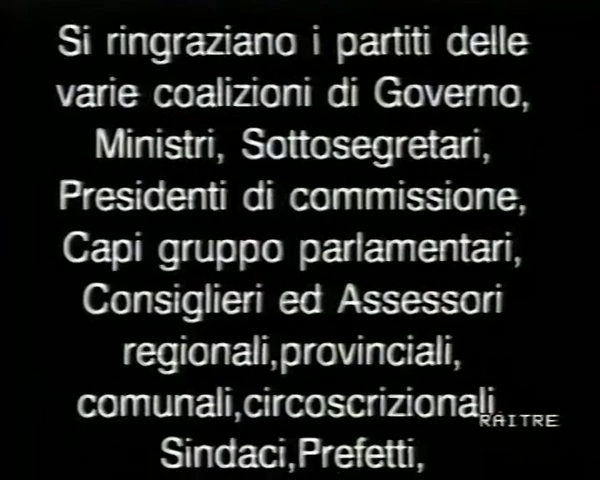 Si ringraziano i partiti delle
varie coalizioni di Governo,
Ministri, Sottosegretari,
Presidenti di commissione,
Capi gruppo parlamentari,
Consiglieri ed Assessori
regionali,provinciali,
comunali,circoscrizionali
RAITRE
Sindaci,Prefetti,